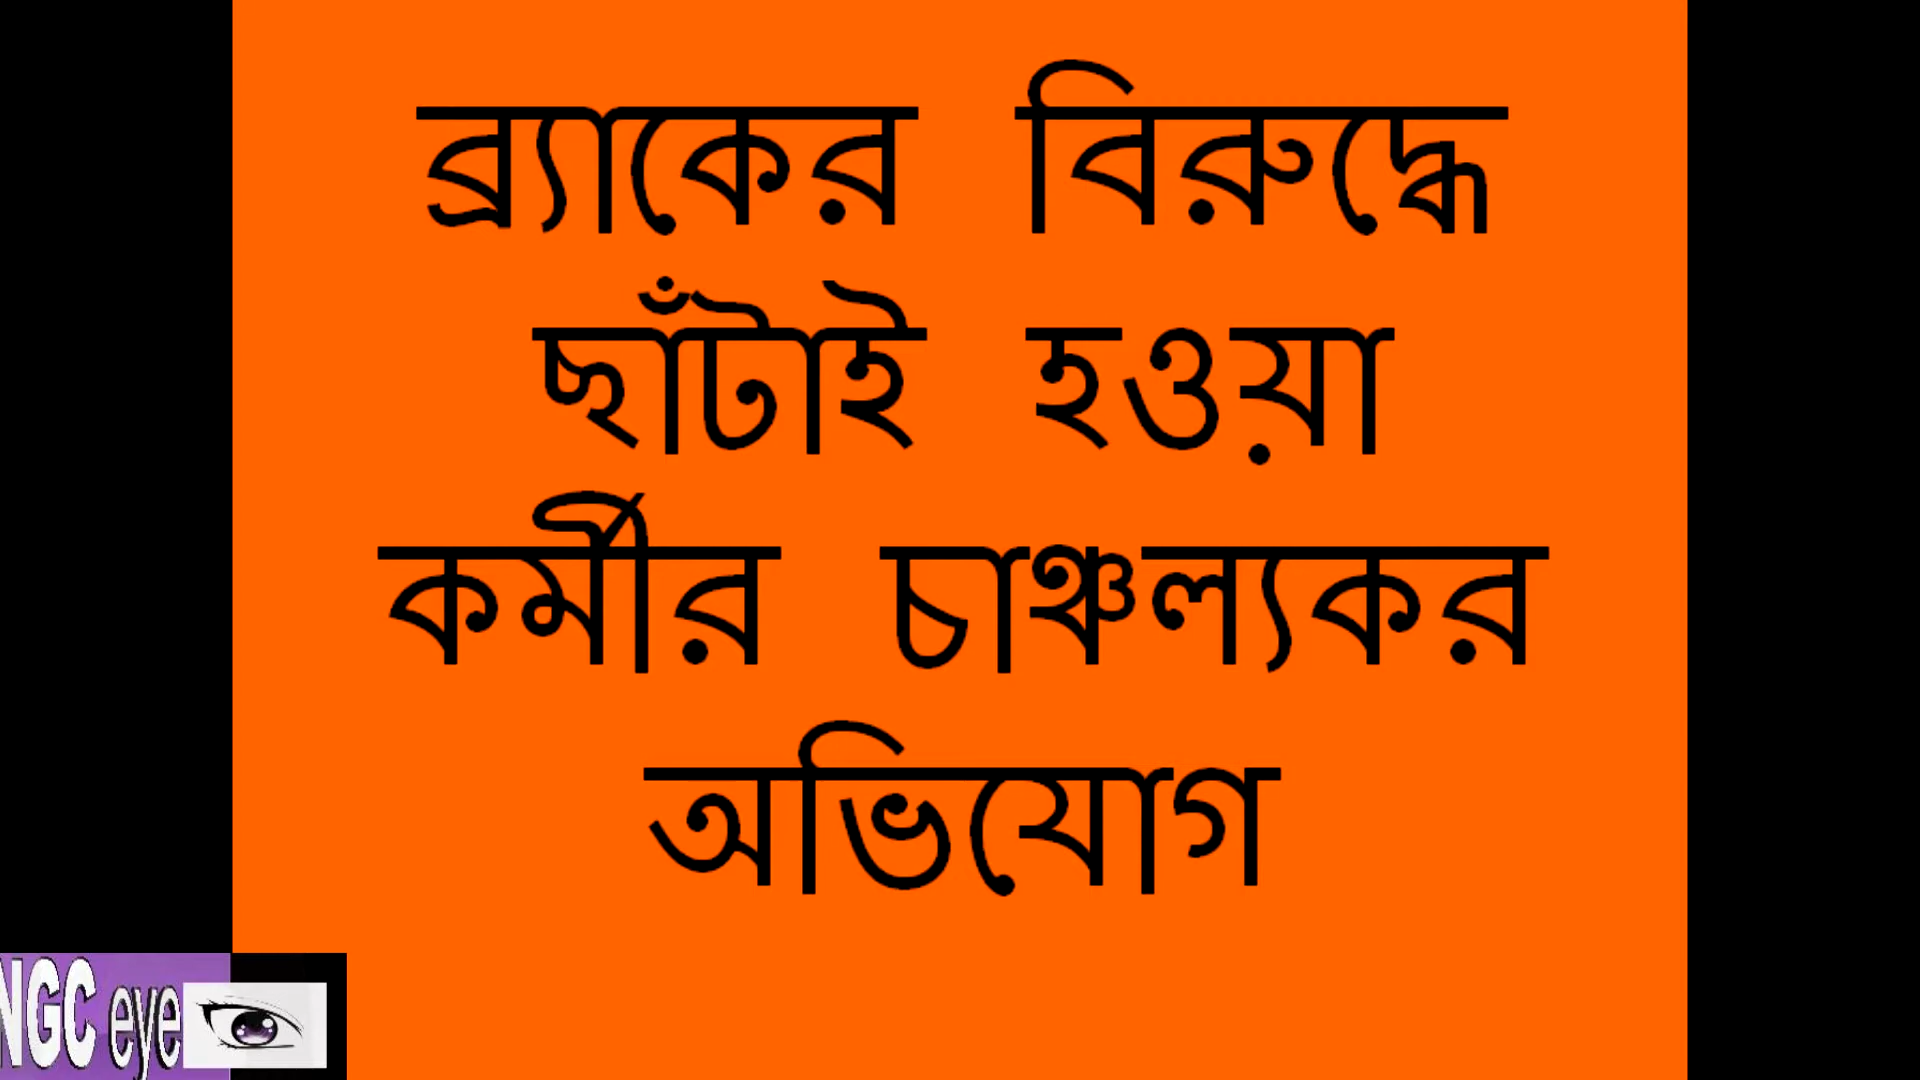 ব্র্যাকের বিরুদ্ধে
ছাঁটাই হওয়া
কর্মীর চাঞ্চল্যকর
অভিযোগ
NGC eye